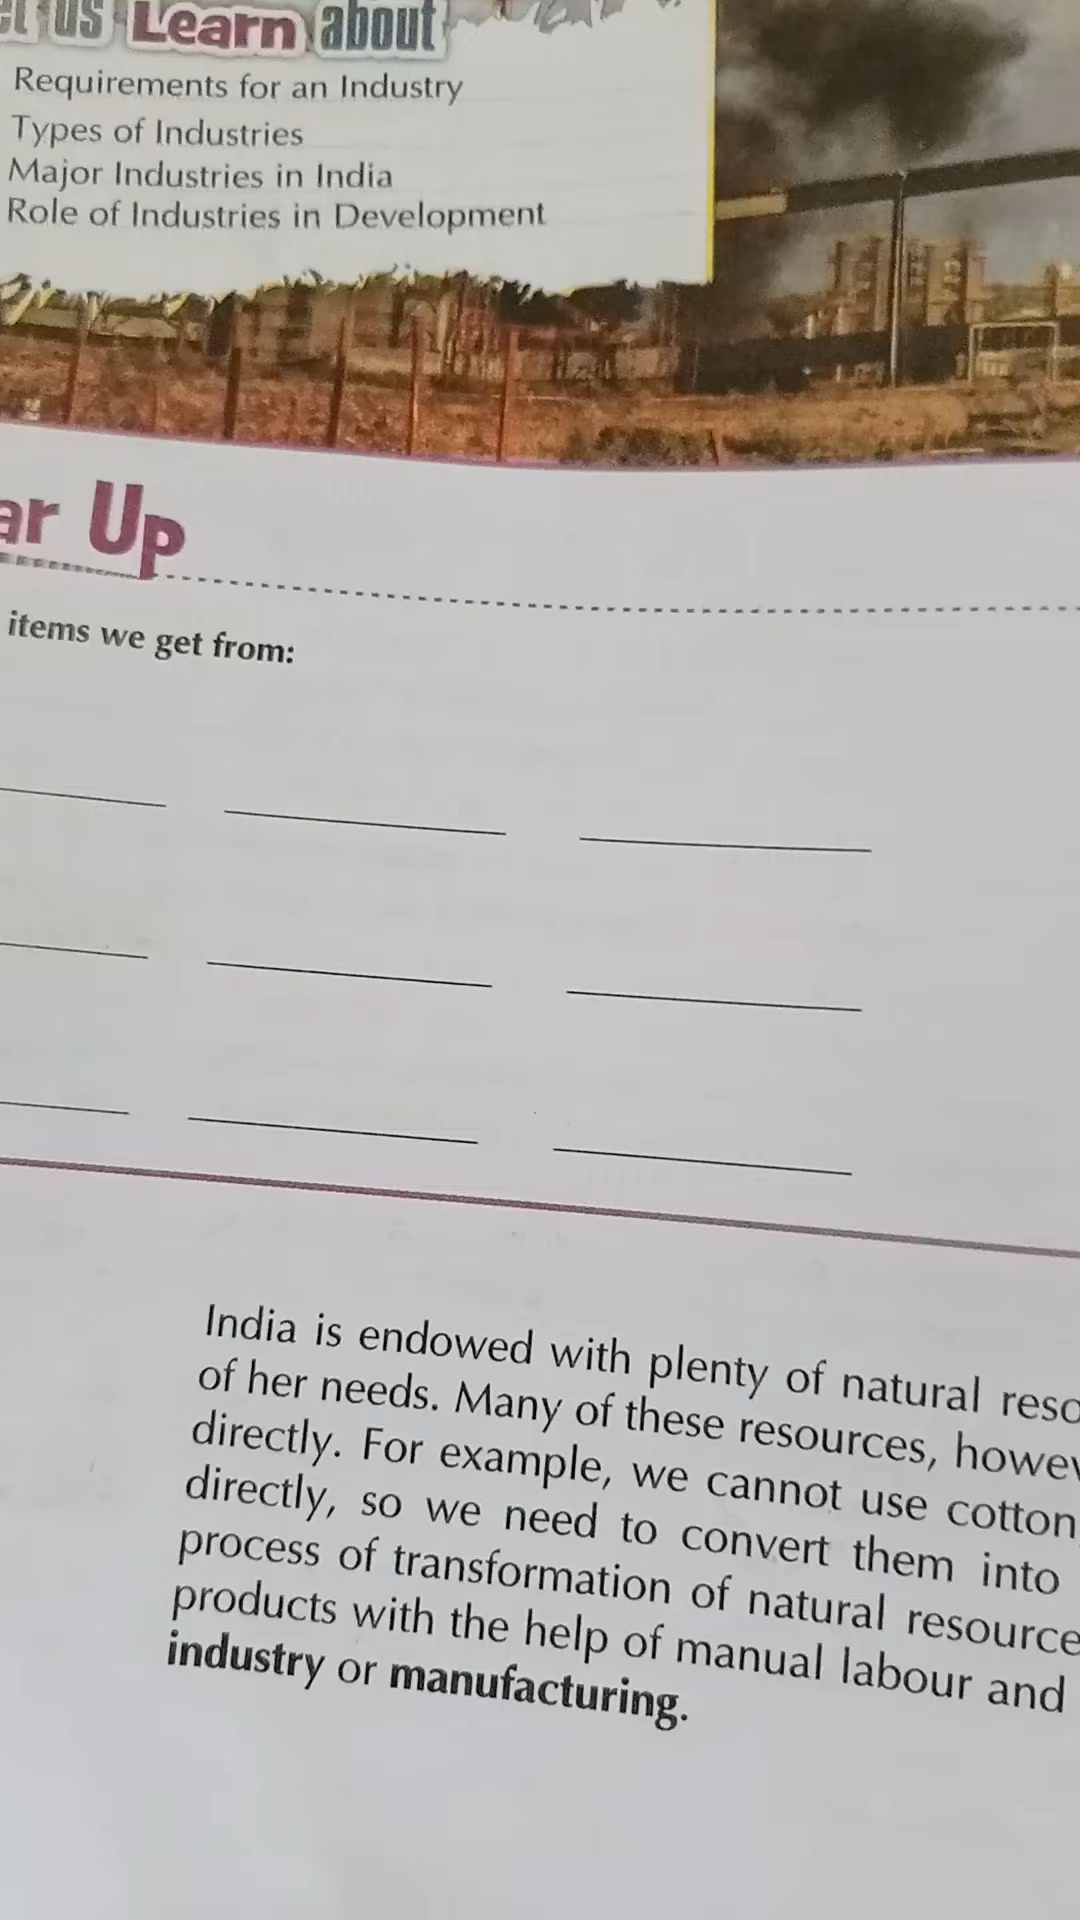 us Learn about
Requirements for an Industry
Types of Industries
Major Industries in India
Role of Industries in Development
Up
items we get from:
India is endowed with plenty of natural
of her needs. Many of these resources,
directly. For example, we cannot use cotton,
directly, so we need to convert them into
process of transformation of natural
products with the help of manual labour and
industry or manufacturing.